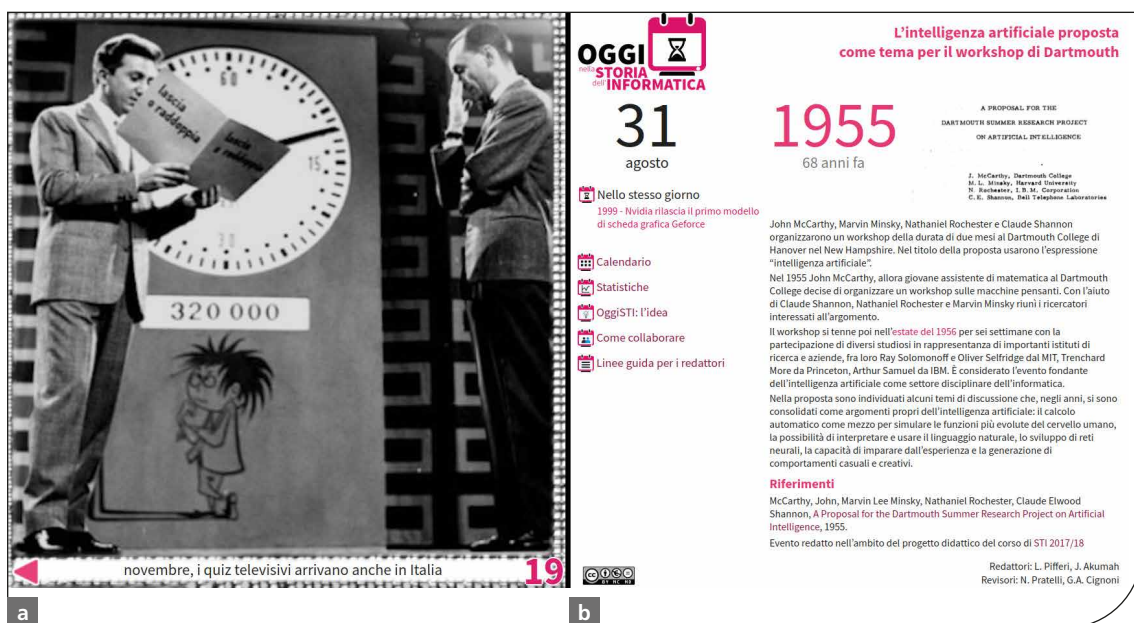 lascia
o raddoppia
lascia
o raddoppia
60
15
30
320 000
novembre, i quiz televisivi arrivano anche in Italia
19
a
OGGI
nella STORIA
dell'INFORMATICA
31
agosto
Nello stesso giorno
1999 - Nvidia rilascia il primo modello
di scheda grafica Geforce
Calendario
Statistiche
OggiSTI: l'idea
Come collaborare
Linee guida per i redattori
CC BY NC ND
L'intelligenza artificiale proposta
come tema per il workshop di Dartmouth
1955
68 anni fa
A PROPOSAL FOR THE
DARTMOUTH SUMMER RESEARCH PROJECT
ON ARTIFICIAL INTELLIGENCE
J. McCarthy, Dartmouth College
M. L. Minsky, Harvard University
N. Rochester, I.B.M. Corporation
C.E. Shannon, Bell Telephone Laboratories
John McCarthy, Marvin Minsky, Nathaniel Rochester e Claude Shannon
organizzarono un workshop della durata di due mesi al Dartmouth College di
Hanover nel New Hampshire. Nel titolo della proposta usarono l'espressione
"intelligenza artificiale".
Nel 1955 John McCarthy, allora giovane assistente di matematica al Dartmouth
College decise di organizzare un workshop sulle macchine pensanti. Con l'aiuto
di Claude Shannon, Nathaniel Rochester e Marvin Minsky riunì i ricercatori
interessati all'argomento.
Il workshop si tenne poi nell'estate del 1956 per sei settimane con la
partecipazione di diversi studiosi in rappresentanza di importanti istituti di
ricerca e aziende, fra loro Ray Solomonoff e Oliver Selfridge dal MIT, Trenchard
More da Princeton, Arthur Samuel da IBM. È considerato l'evento fondante
dell'intelligenza artificiale come settore disciplinare dell'informatica.
Nella proposta sono individuati alcuni temi di discussione che, negli anni, si sono
consolidati come argomenti propri dell'intelligenza artificiale: il calcolo
automatico come mezzo per simulare le funzioni più evolute del cervello umano,
la possibilità di interpretare e usare il linguaggio naturale, lo sviluppo di reti
neurali, la capacità di imparare dall'esperienza e la generazione di
comportamenti casuali e creativi.
Riferimenti
McCarthy, John, Marvin Lee Minsky, Nathaniel Rochester, Claude Elwood
Shannon, A Proposal for the Dartmouth Summer Research Project on Artificial
Intelligence, 1955.
Evento redatto nell'ambito del progetto didattico del corso di STI 2017/18
Redattori: L. Pifferi, J. Akumah
Revisori: N. Pratelli, G.A. Cignoni
b